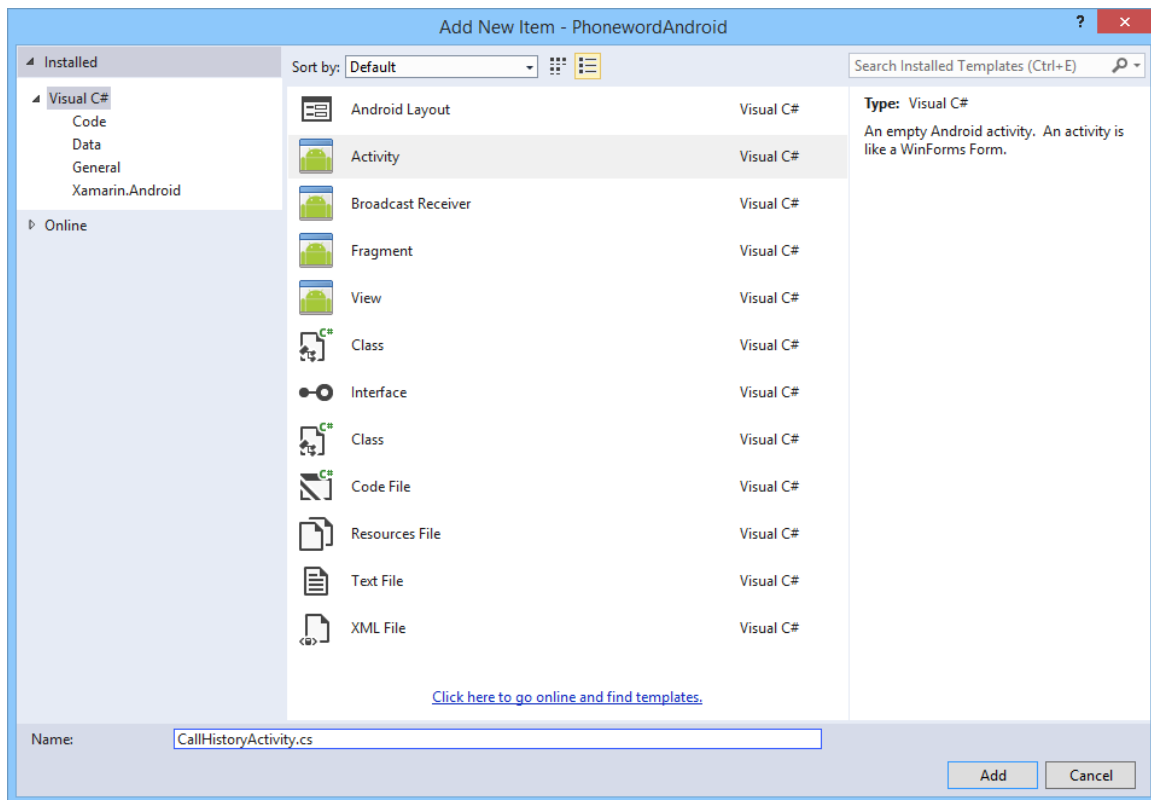 Add New Item - PhonewordAndroid
?
×
Installed
Sort by: Default
Search Installed Templates (Ctrl+E)
Visual C#
Code
Data
General
Xamarin.Android
Online
Android Layout Visual C#
Activity Visual C#
Broadcast Receiver Visual C#
Fragment Visual C#
View Visual C#
C# Class Visual C#
Interface Visual C#
C# Class Visual C#
C# Code File Visual C#
Resources File Visual C#
Text File Visual C#
XML File Visual C#
Click here to go online and find templates.
Type: Visual C#
An empty Android activity. An activity is
like a WinForms Form.
Name: CallHistoryActivity.cs
Add Cancel